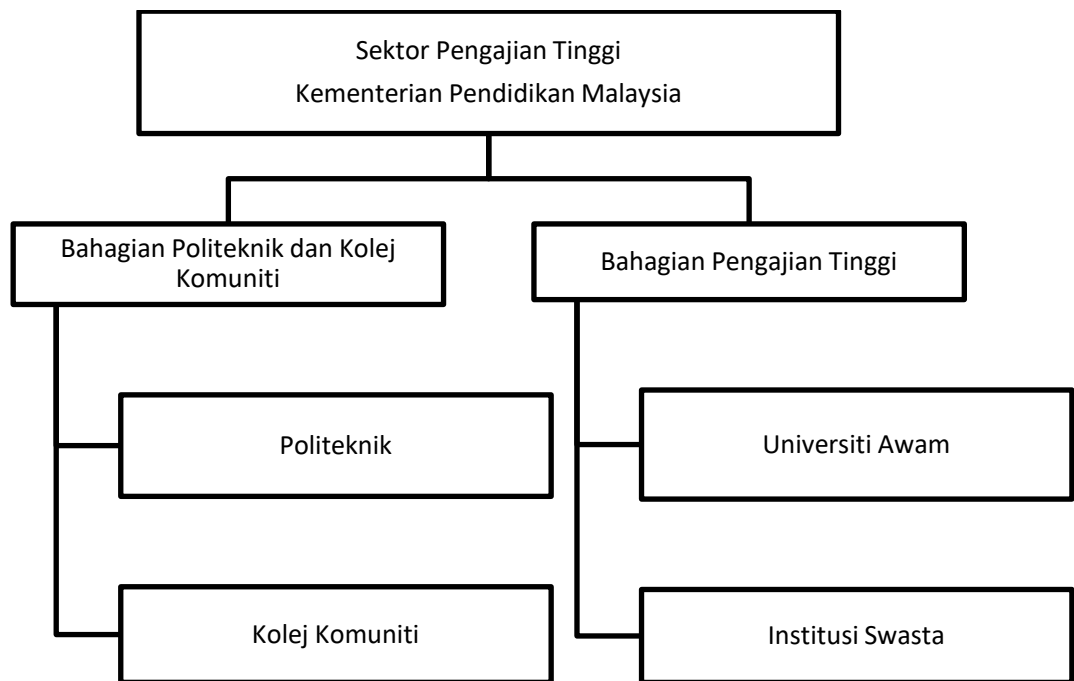 Sektor Pengajian Tinggi
Kementerian Pendidikan Malaysia
Bahagian Politeknik dan Kolej
Komuniti
Bahagian Pengajian Tinggi
Politeknik
Universiti Awam
Kolej Komuniti
Institusi Swasta